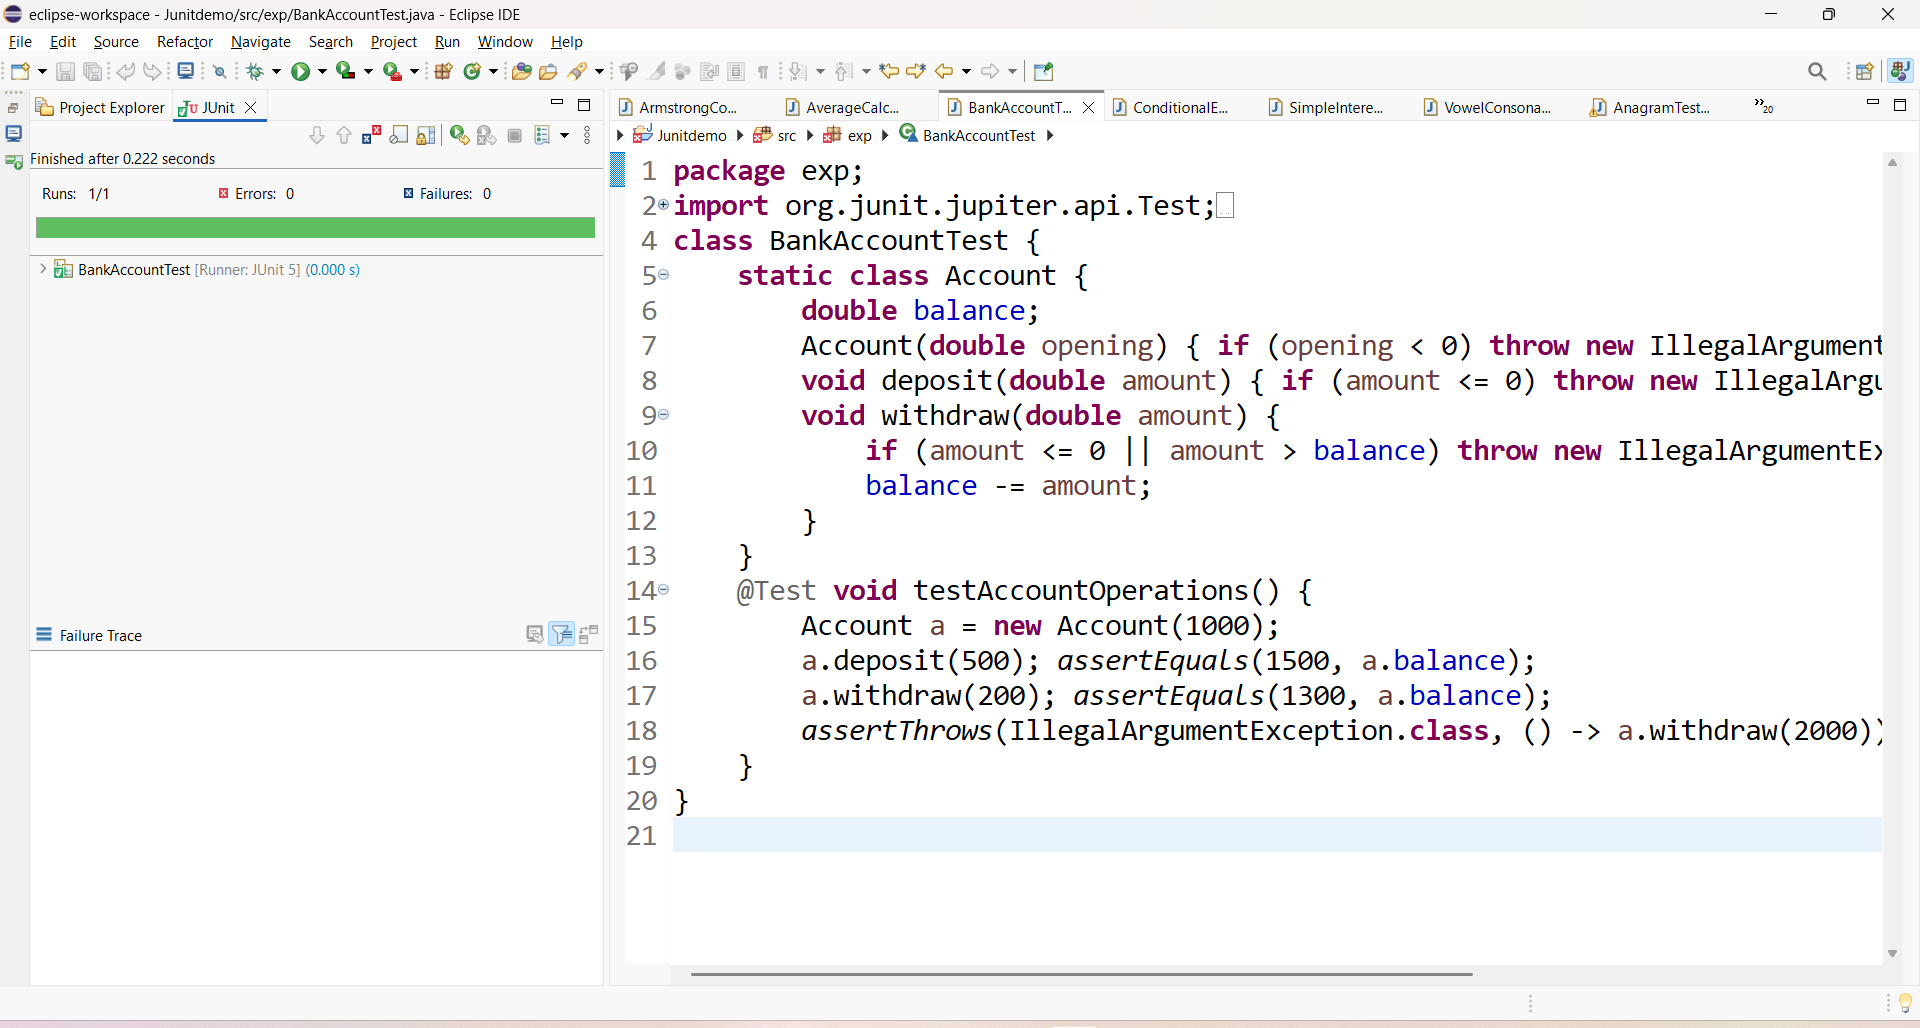 eclipse-workspace - Junitdemo/src/exp/BankAccountTest.java - Eclipse IDE
File Edit Source Refactor Navigate Search Project Run Window Help
Project Explorer JUnit
Finished after 0.222 seconds
Runs: 1/1 Errors: 0 Failures: 0
BankAccountTest [Runner: JUnit 5] (0.000 s)
Failure Trace
ArmstrongCo... AverageCalc... BankAccountT... ConditionalE... SimpleIntere... VowelConsona... AnagramTest... 20
Junitdemo src exp BankAccountTest
1 package exp;
2 import org.junit.jupiter.api.Test;
4 class BankAccountTest {
5 static class Account {
6 double balance;
7 Account(double opening) { if (opening < 0) throw new IllegalArgument
8 void deposit(double amount) { if (amount <= 0) throw new IllegalArgu
9 void withdraw(double amount) {
10 if (amount <= 0 || amount > balance) throw new IllegalArgumentEx
11 balance -= amount;
12 }
13 }
14 @Test void testAccountOperations() {
15 Account a = new Account(1000);
16 a.deposit(500); assertEquals(1500, a.balance);
17 a.withdraw(200); assertEquals(1300, a.balance);
18 assertThrows(IllegalArgumentException.class, () -> a.withdraw(2000))
19 }
20 }
21